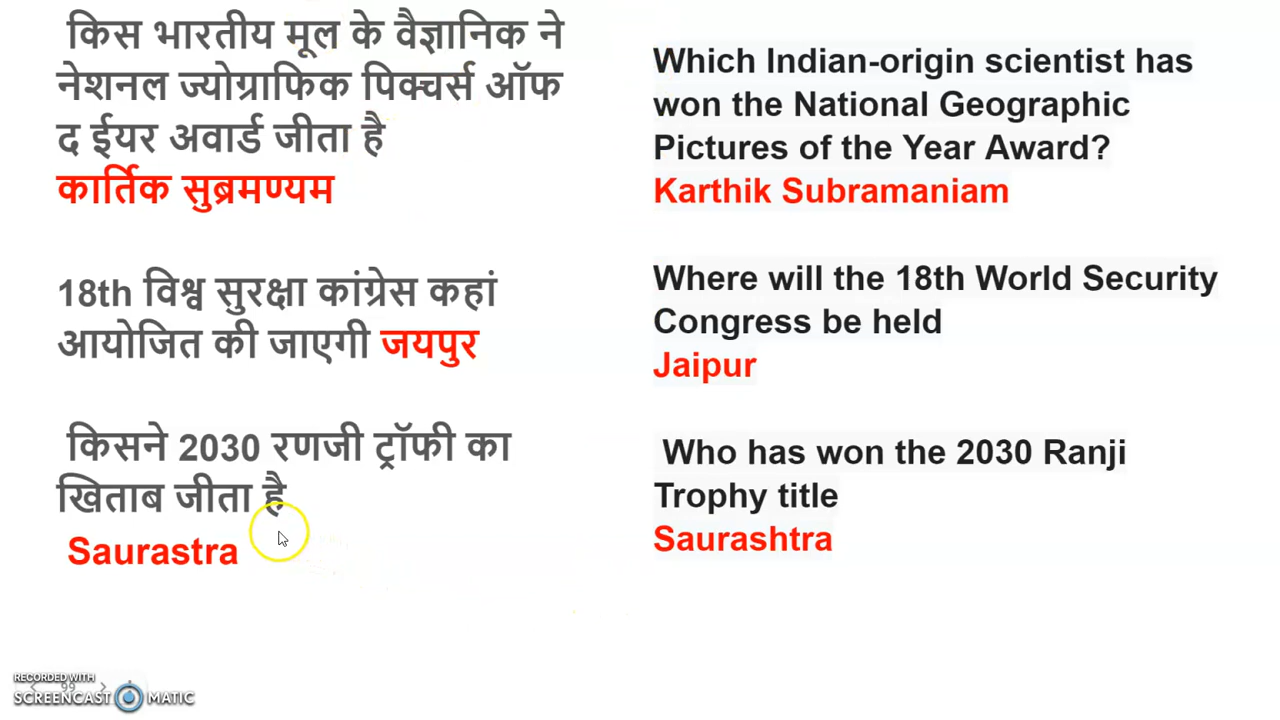 किस भारतीय मूल के वैज्ञानिक ने
नेशनल ज्योग्राफिक पिक्चर्स ऑफ
द ईयर अवार्ड जीता है
कार्तिक सुब्रमण्यम
18th विश्व सुरक्षा कांग्रेस कहां
आयोजित की जाएगी जयपुर
किसने 2030 रणजी ट्रॉफी का
खिताब जीता है
Saurastra
Which Indian-origin scientist has
won the National Geographic
Pictures of the Year Award?
Karthik Subramaniam
Where will the 18th World Security
Congress be held
Jaipur
Who has won the 2030 Ranji
Trophy title
Saurashtra
RECORDED WITH
SCREENCAST MATIC